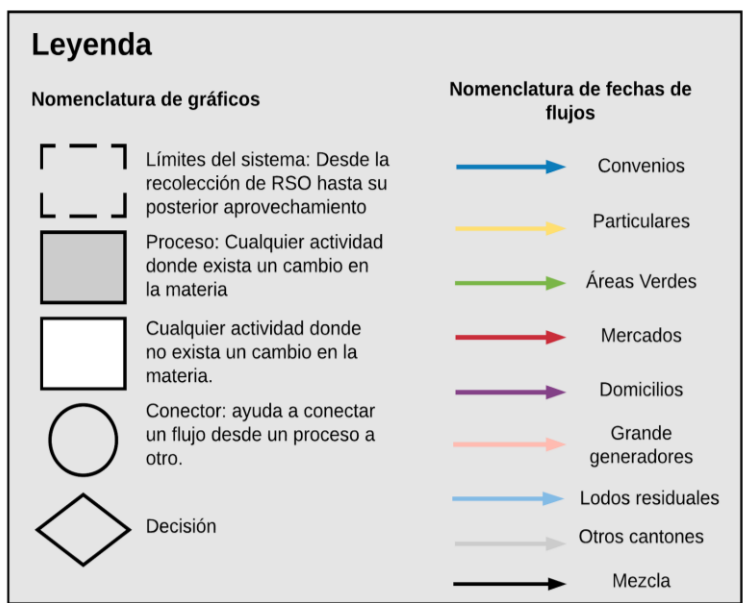 Leyenda
Nomenclatura de gráficos
Límites del sistema: Desde la
recolección de RSO hasta su
posterior aprovechamiento
Proceso: Cualquier actividad
donde exista un cambio en
la materia
Cualquier actividad donde
no exista un cambio en la
materia.
Conector: ayuda a conectar
un flujo desde un proceso a
otro.
Decisión
Nomenclatura de fechas de
flujos
Convenios
Particulares
Áreas Verdes
Mercados
Domicilios
Grande
generadores
Lodos residuales
Otros cantones
Mezcla